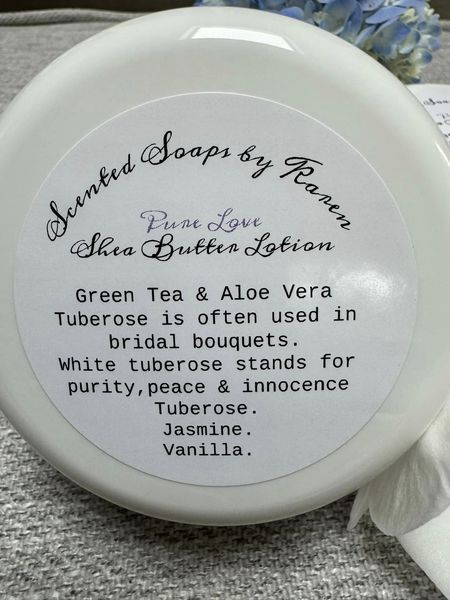 Scented Soaps by Karen
Pure Love
Shea Butter Lotion
Green Tea & Aloe Vera
Tuberose is often used in
bridal bouquets.
White tuberose stands for
purity,peace & innocence
Tuberose.
Jasmine.
Vanilla.